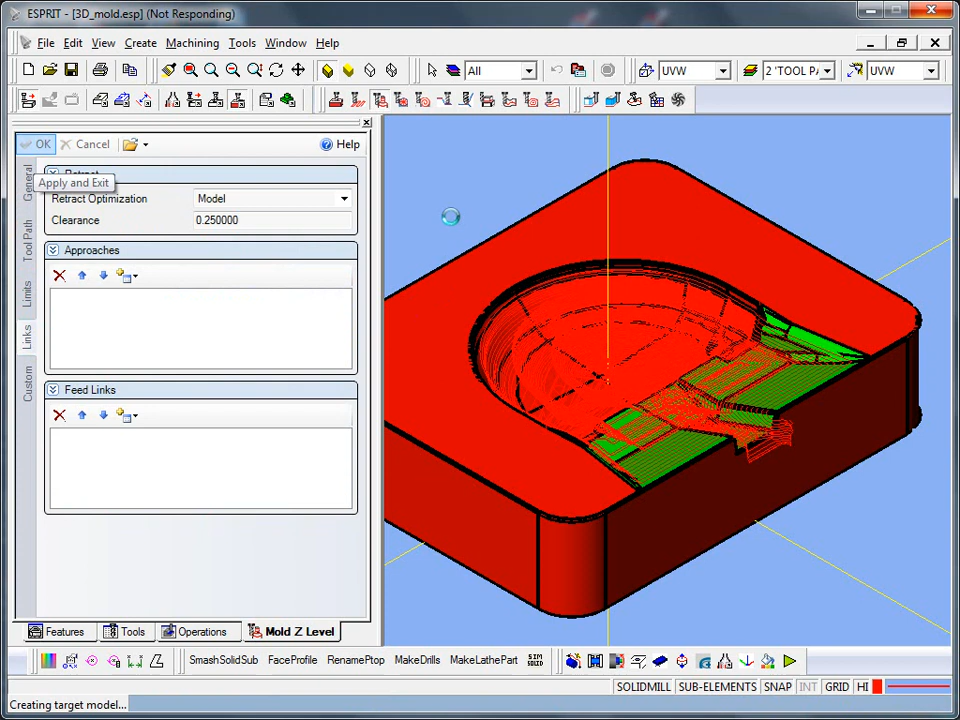 ESPRIT - [3D_mold.esp] (Not Responding)
File Edit View Create Machining Tools Window Help
All UVW 2 'TOOL PA UVW
OK Cancel Help
Apply and Exit
General
Tool Path
Limits
Links
Custom
Retract Optimization Model
Clearance 0.250000
Approaches
Feed Links
Features Tools Operations Mold Z Level
SmashSolidSub FaceProfile RenamePtop MakeDrills MakeLathePart SIM SOLID
SOLIDMILL SUB-ELEMENTS SNAP INT GRID HI
Creating target model...